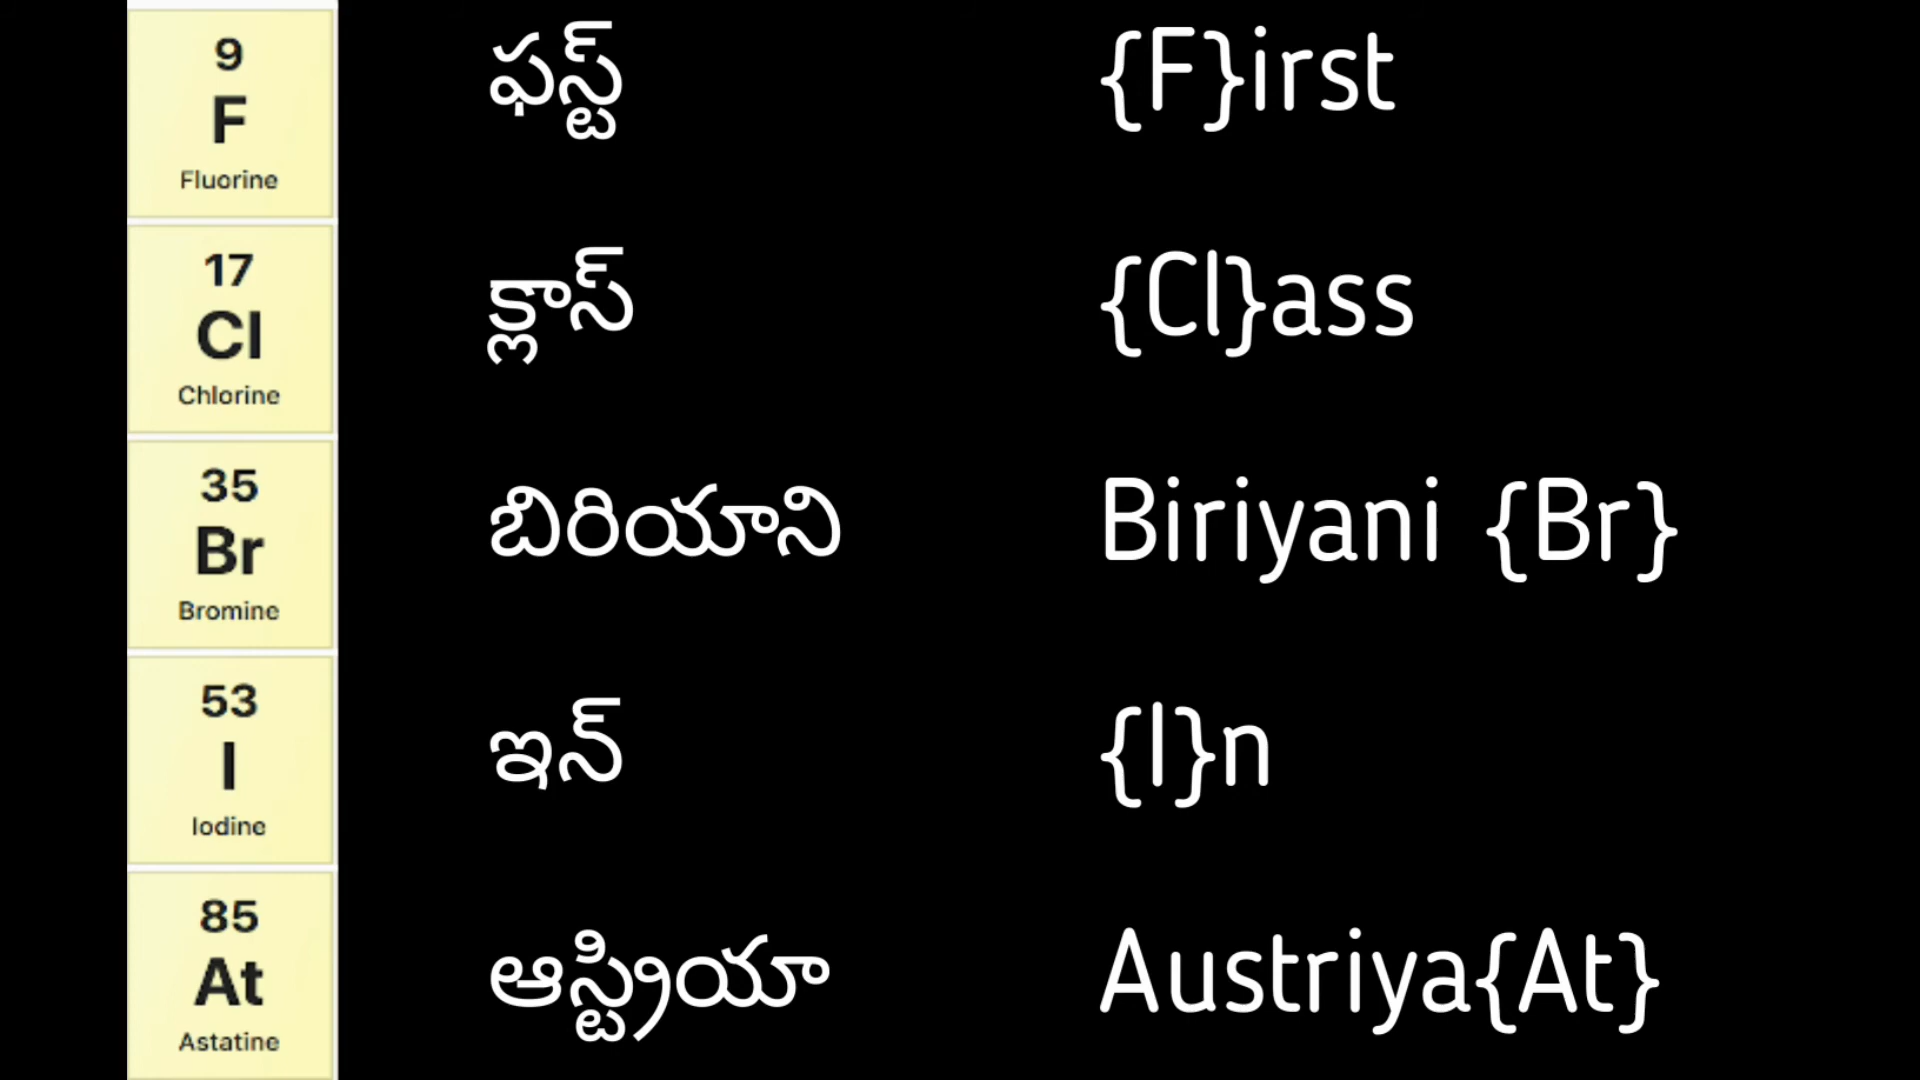 9
F
Fluorine
ఫస్ట్
{F}irst
17
Cl
Chlorine
క్లాస్
{Cl}ass
35
Br
Bromine
బిరియాని
Biriyani {Br}
53
I
Iodine
ఇన్
{I}n
85
At
Astatine
ఆస్ట్రియా
Austriya{At}